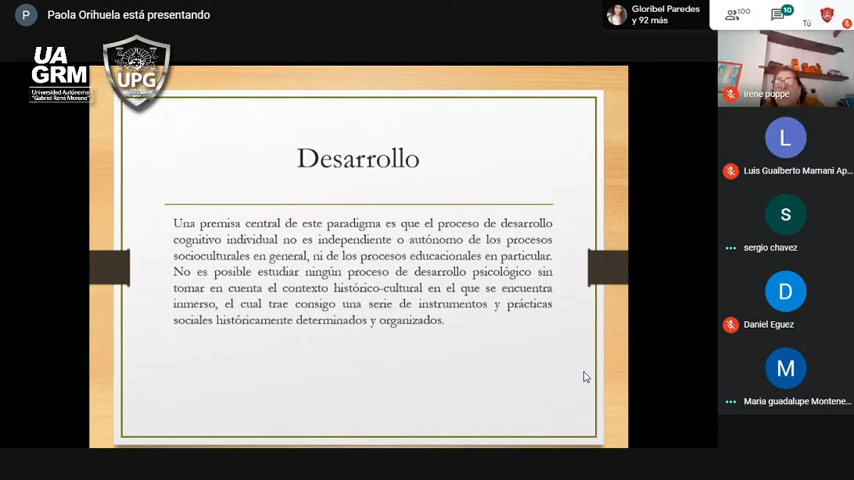 P
Paola Orihuela está presentando
Gloribel Paredes
y 92 más
100
10
Tú
UA
GRM
Universidad Autónoma
"Gabriel René Moreno"
UPG
irene poppe
Desarrollo
L
Luis Gualberto Mamani Ap...
Una premisa central de este paradigma es que el proceso de desarrollo
cognitivo individual no es independiente o autónomo de los procesos
socioculturales en general, ni de los procesos educacionales en particular.
No es posible estudiar ningún proceso de desarrollo psicológico sin
tomar en cuenta el contexto histórico-cultural en el que se encuentra
inmerso, el cual trae consigo una serie de instrumentos y prácticas
sociales históricamente determinados y organizados.
s
sergio chavez
D
Daniel Eguez
M
Maria guadalupe Montene...